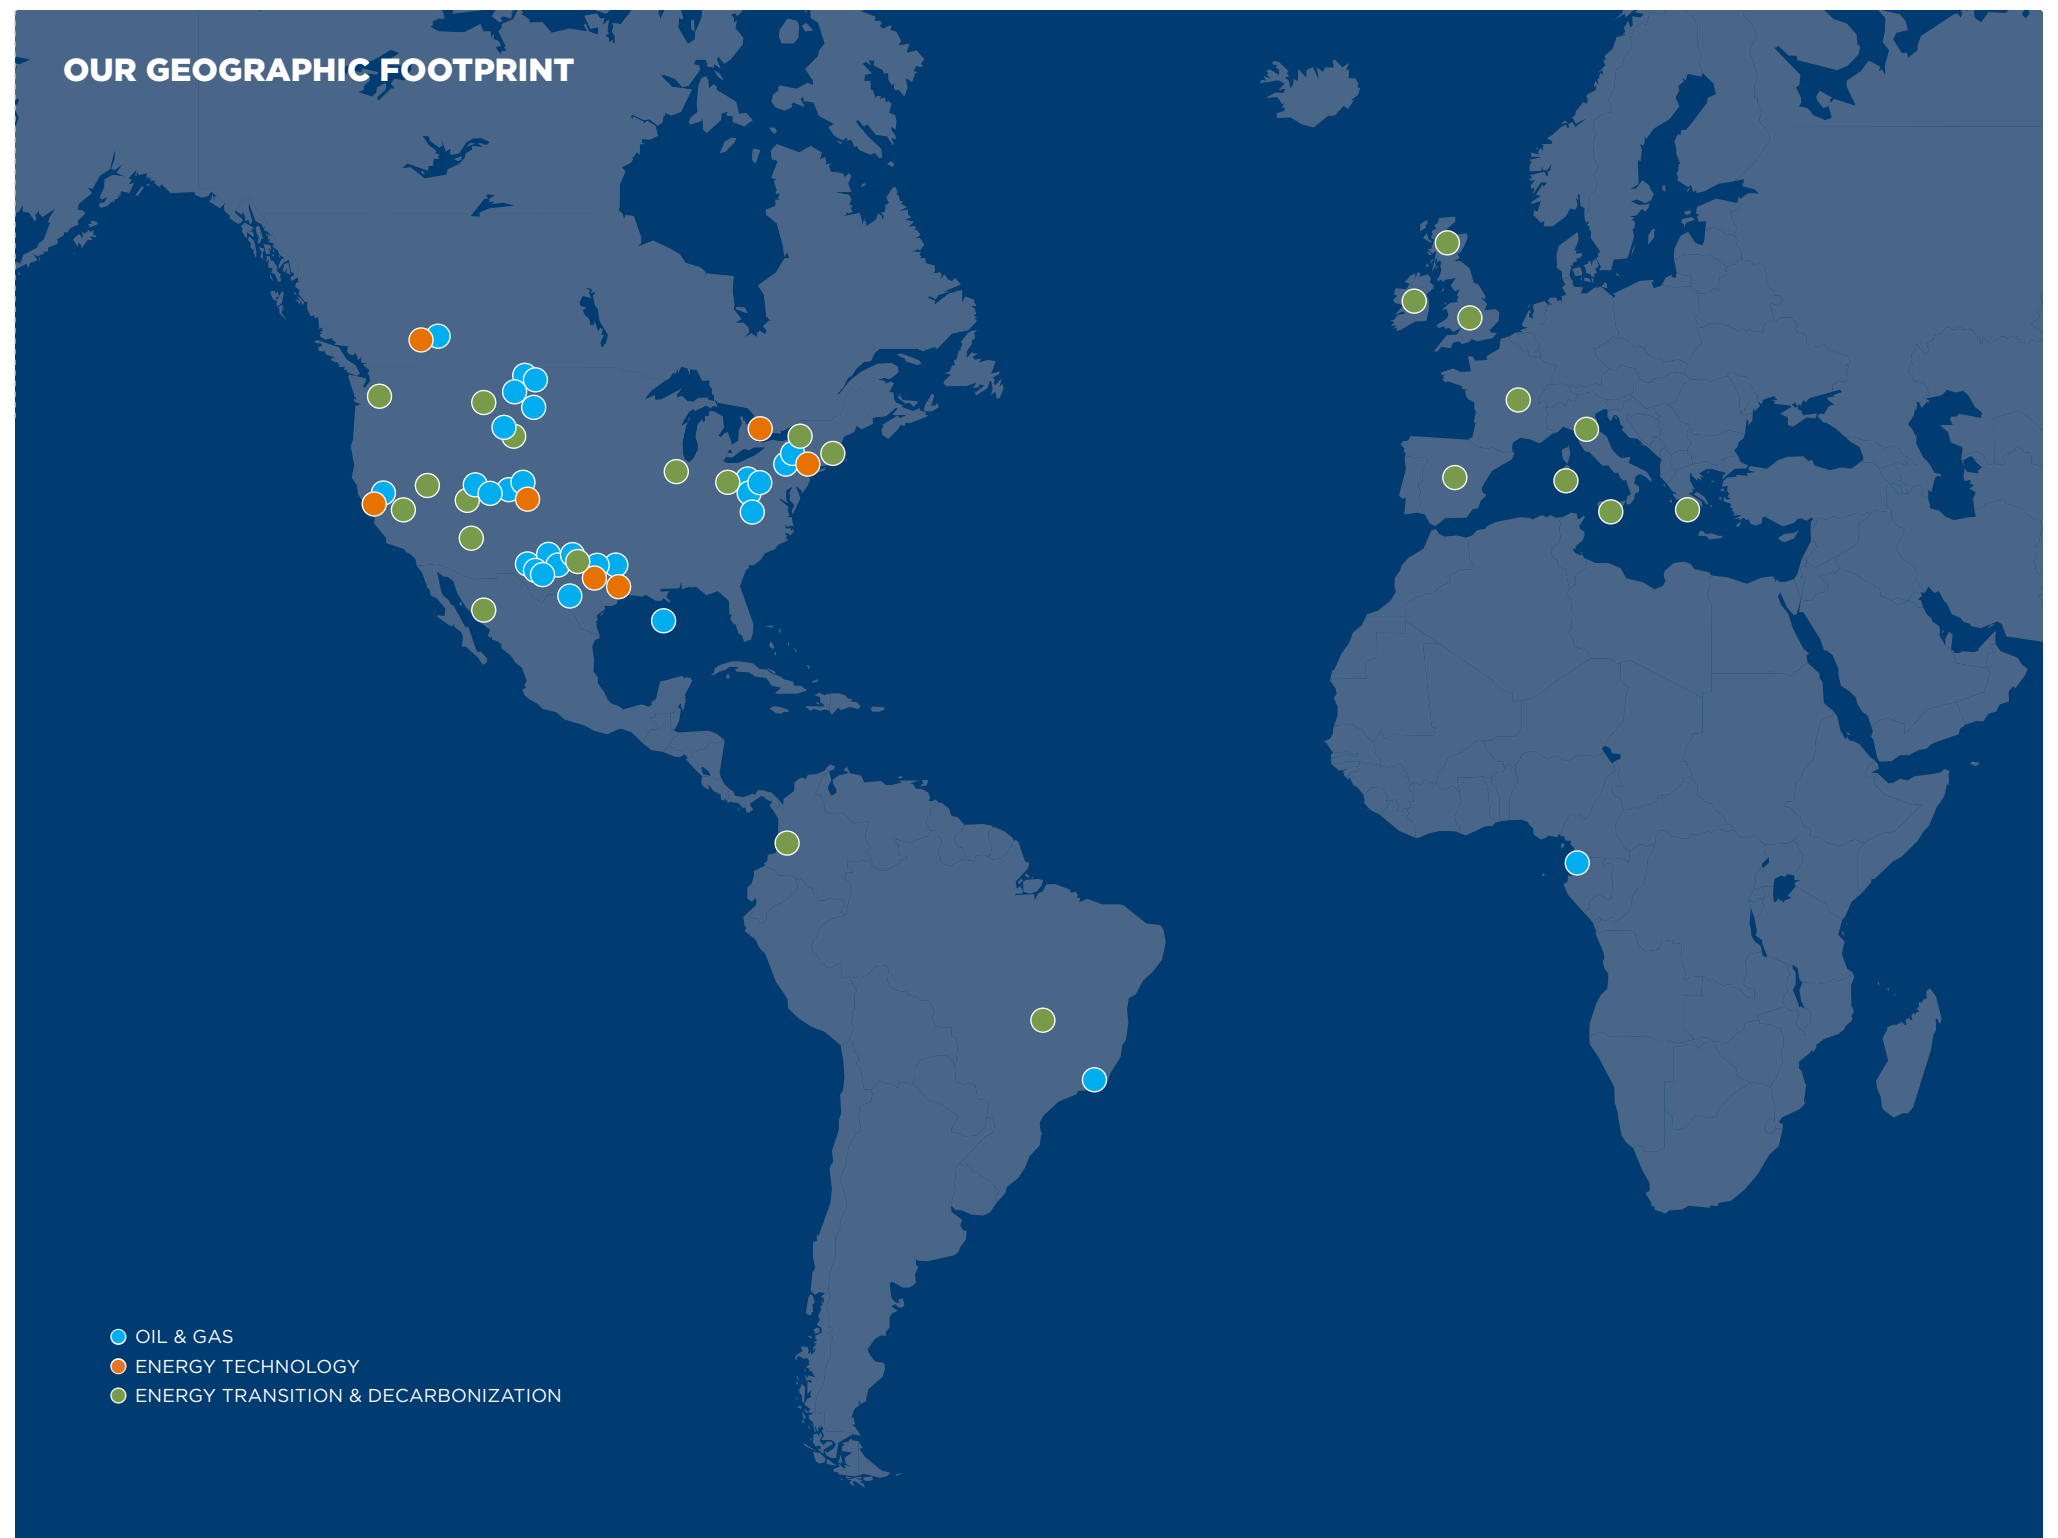 OUR GEOGRAPHIC FOOTPRINT
OIL & GAS
ENERGY TECHNOLOGY
ENERGY TRANSITION & DECARBONIZATION